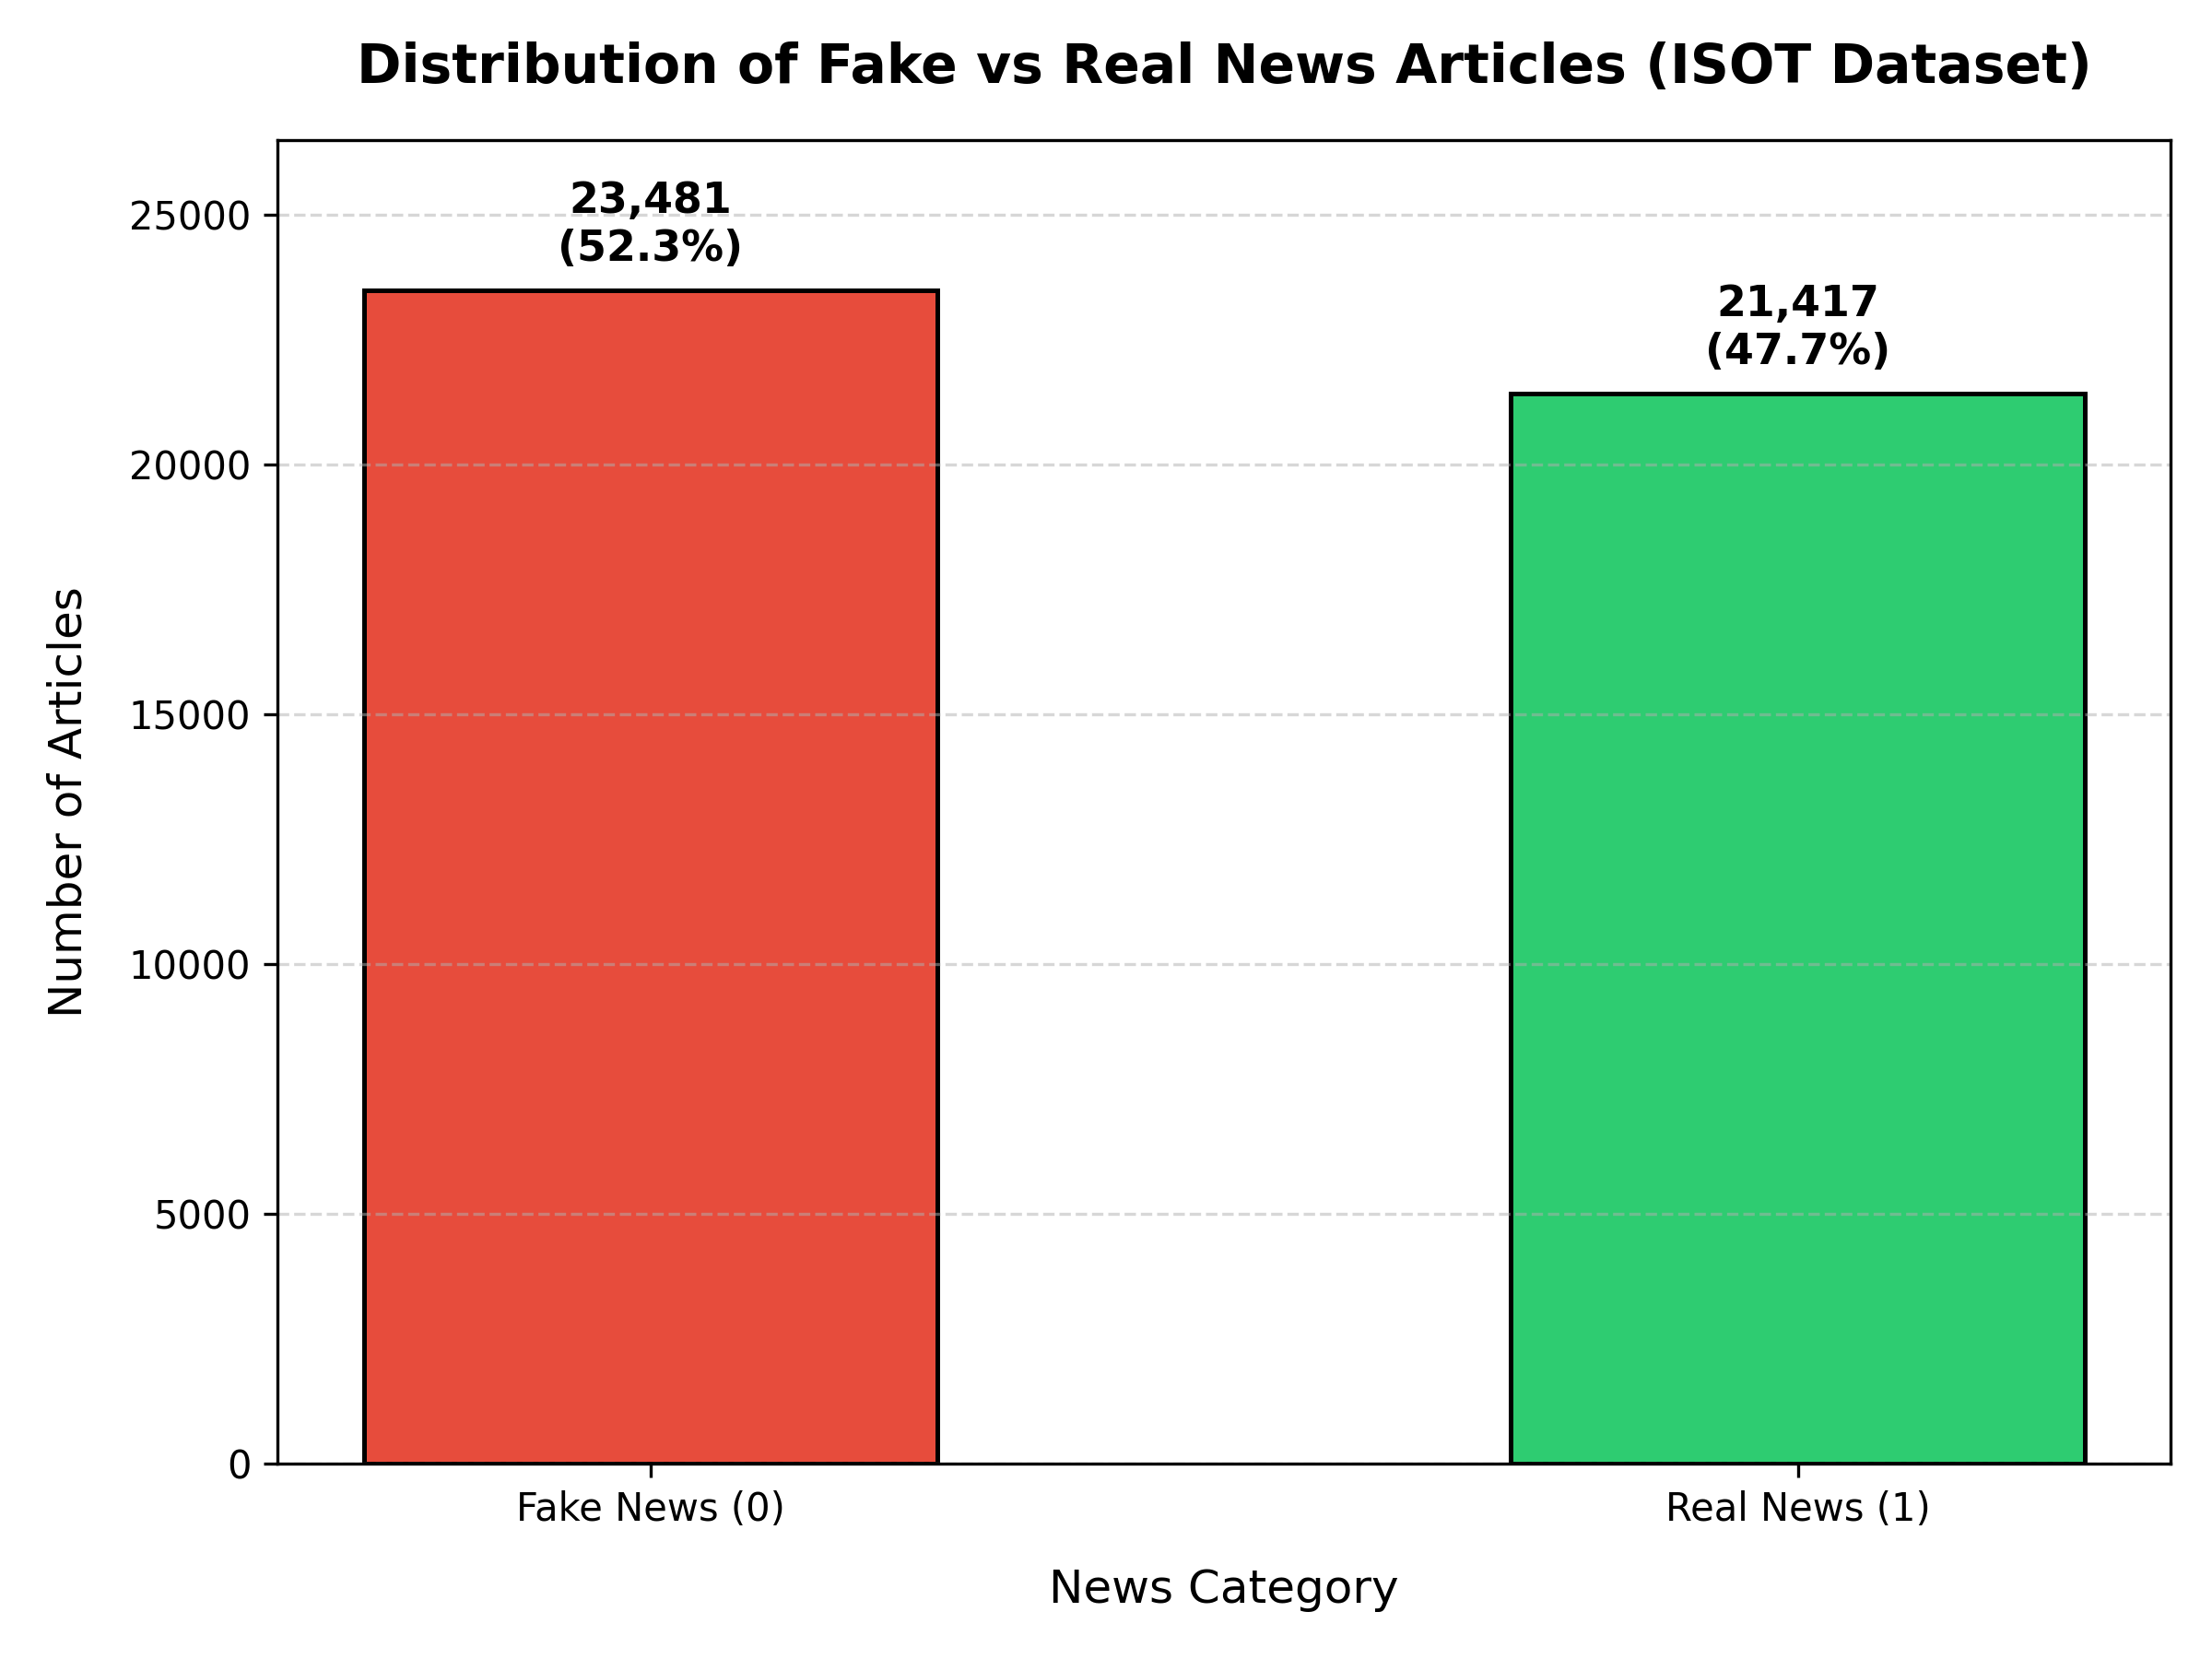 Distribution of Fake vs Real News Articles (ISOT Dataset)
23,481
(52.3%)
21,417
(47.7%)
25000
20000
15000
10000
5000
0
Number of Articles
Fake News (0)
Real News (1)
News Category